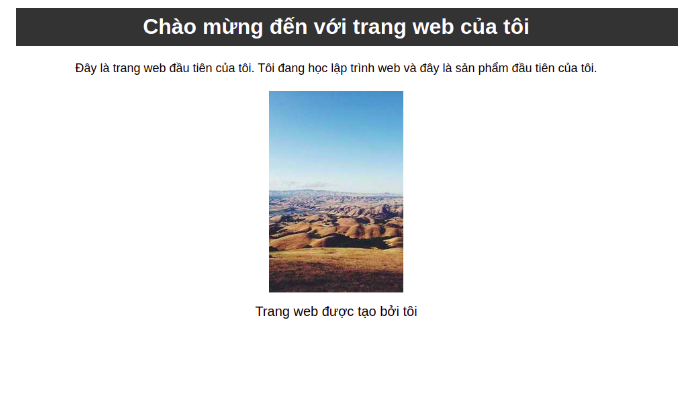 Chào mừng đến với trang web của tôi
Đây là trang web đầu tiên của tôi. Tôi đang học lập trình web và đây là sản phẩm đầu tiên của tôi.
Trang web được tạo bởi tôi